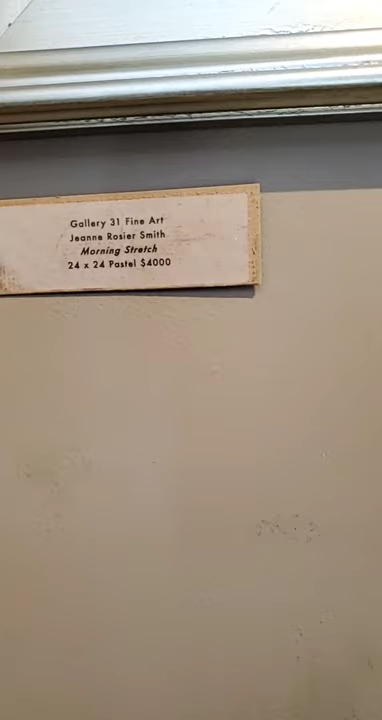 Gallery 31 Fine Art
Jeanne Rosier Smith
Morning Stretch
24 x 24 Pastel $4000